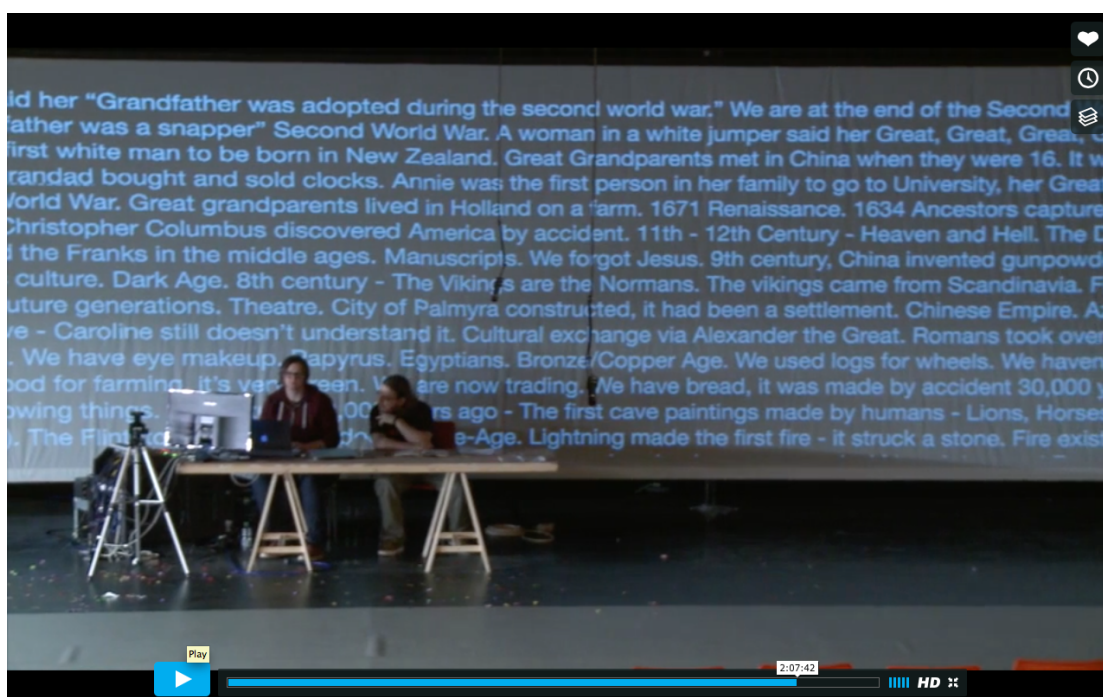 id her “Grandfather was adopted during the second world war.” We are at the end of the Second
father was a snapper” Second World War. A woman in a white jumper said her Great, Great, Great,
first white man to be born in New Zealand. Great Grandparents met in China when they were 16. It w
randad bought and sold clocks. Annie was the first person in her family to go to University, her Grea
World War. Great grandparents lived in Holland on a farm. 1671 Renaissance. 1634 Ancestors capture
Christopher Columbus discovered America by accident. 11th - 12th Century - Heaven and Hell. The D
d the Franks in the middle ages. Manuscripts. We forgot Jesus. 9th century, China invented gunpowd
culture. Dark Age. 8th century - The Vikings are the Normans. The vikings came from Scandinavia. F
uture generations. Theatre. City of Palmyra constructed, it had been a settlement. Chinese Empire. A
ve - Caroline still doesn't understand it. Cultural exchange via Alexander the Great. Romans took over
. We have eye makeup. Papyrus. Egyptians. Bronze/Copper Age. We used logs for wheels. We haven
ood for farming, it's very green. We are now trading. We have bread, it was made by accident 30,000 y
owing things. ago - The first cave paintings made by humans - Lions, Horses
. The e-Age. Lightning made the first fire - it struck a stone. Fire exist
Play
2:07:42
HD